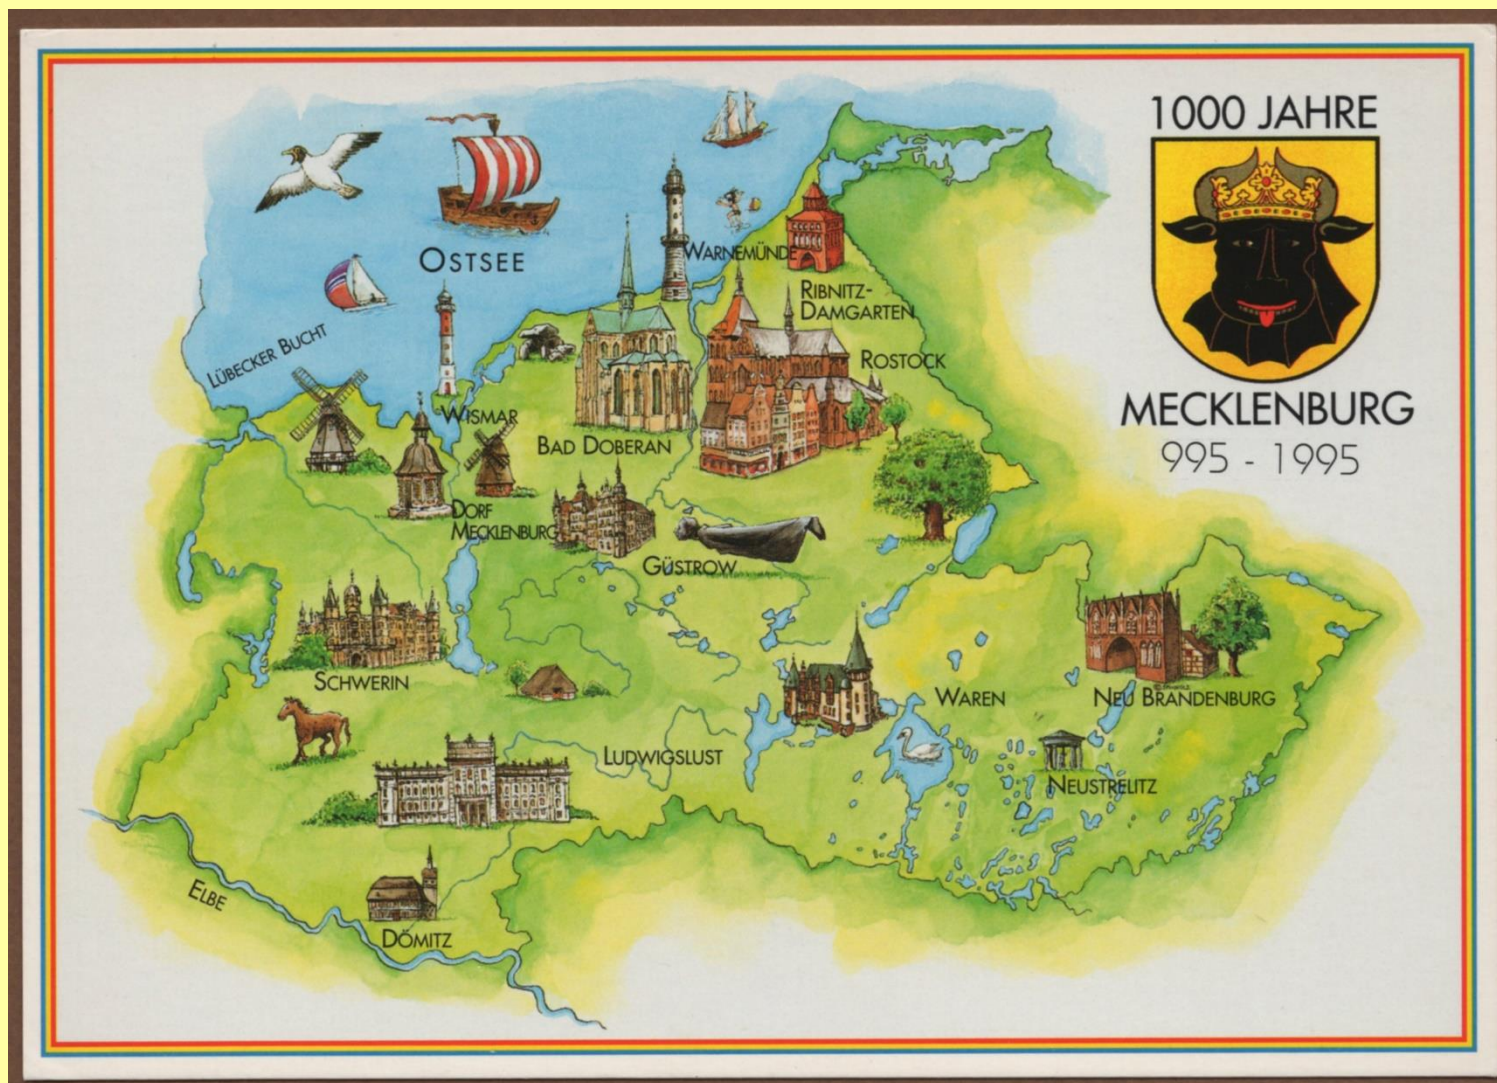 1000 JAHRE
MECKLENBURG
995 - 1995
OSTSEE
WARNEMÜNDE
RIBNITZ-
DAMGARTEN
LÜBECKER BUCHT
ROSTOCK
WISMAR
BAD DOBERAN
DORF
MECKLENBURG
GÜSTROW
SCHWERIN
WAREN
NEU BRANDENBURG
LUDWIGSLUST
NEUSTRELITZ
ELBE
DÖMITZ